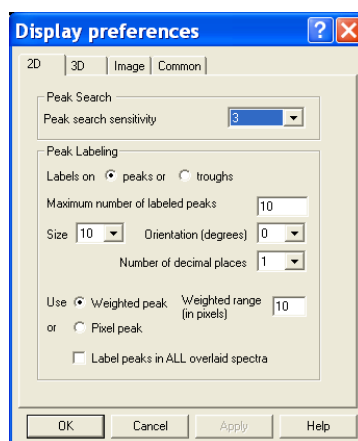 Display preferences
2D 3D Image Common
Peak Search
Peak search sensitivity 3
Peak Labeling
Labels on peaks or troughs
Maximum number of labeled peaks 10
Size 10 Orientation (degrees) 0
Number of decimal places 1
Use Weighted peak Weighted range 10
(in pixels)
or Pixel peak
Label peaks in ALL overlaid spectra
OK Cancel Apply Help